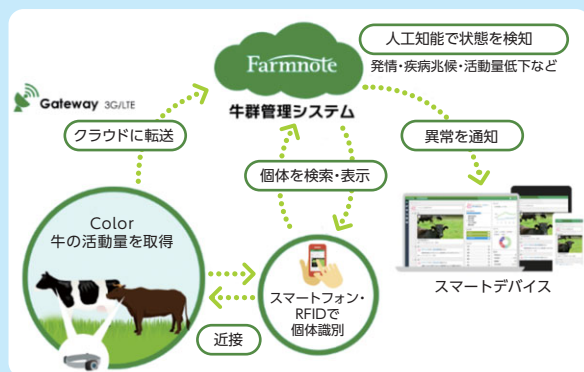 人工知能で状態を検知
発情・疾病兆候・活動量低下など
Farmnote
牛群管理システム
Gateway 3G/LTE
クラウドに転送
異常を通知
個体を検索・表示
Color
牛の活動量を取得
スマートフォン・
RFIDで
個体識別
近接
スマートデバイス